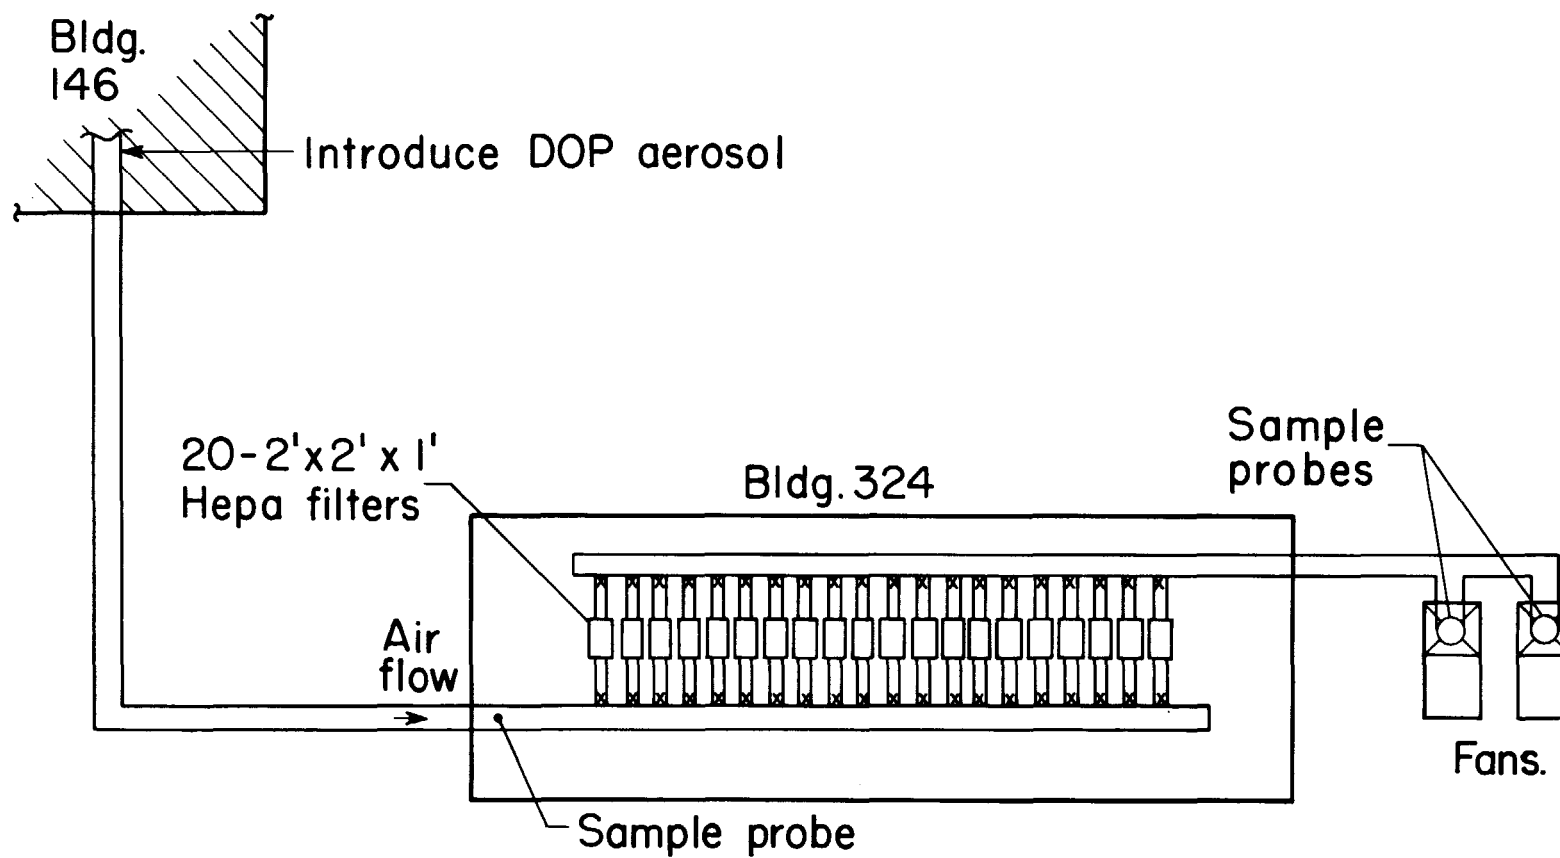 Bldg.
146
Introduce DOP aerosol
20-2'x2' x 1'
Hepa filters
Bldg. 324
Sample
probes
Air
flow
Fans.
Sample probe